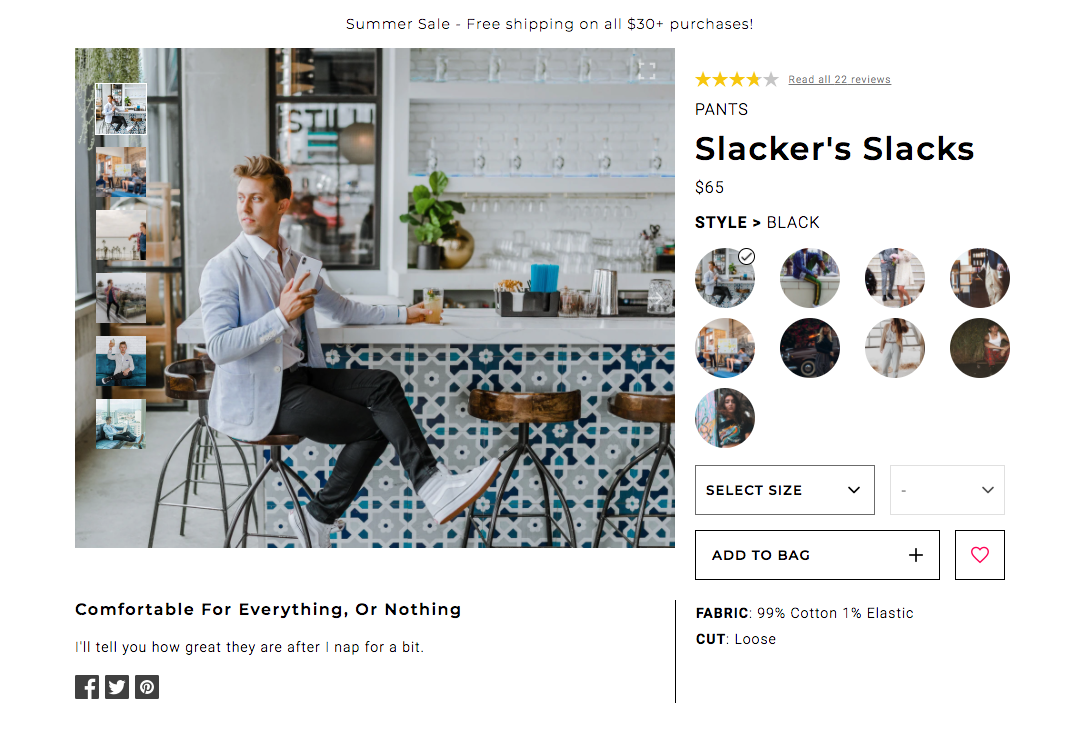 Summer Sale - Free shipping on all $30+ purchases!
STILL
Read all 22 reviews
PANTS
Slacker's Slacks
$65
STYLE > BLACK
SELECT SIZE
-
ADD TO BAG
+
Comfortable For Everything, Or Nothing
I'll tell you how great they are after I nap for a bit.
FABRIC: 99% Cotton 1% Elastic
CUT: Loose